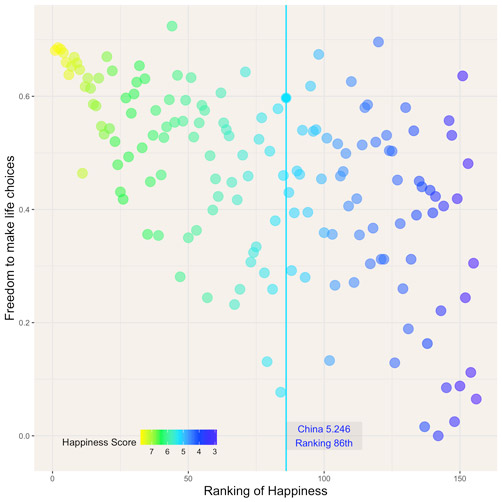 Freedom to make life choices
0.6
0.4
0.2
0.0
Happiness Score
7 6 5 4 3
China 5.246
Ranking 86th
0 50 100 150
Ranking of Happiness